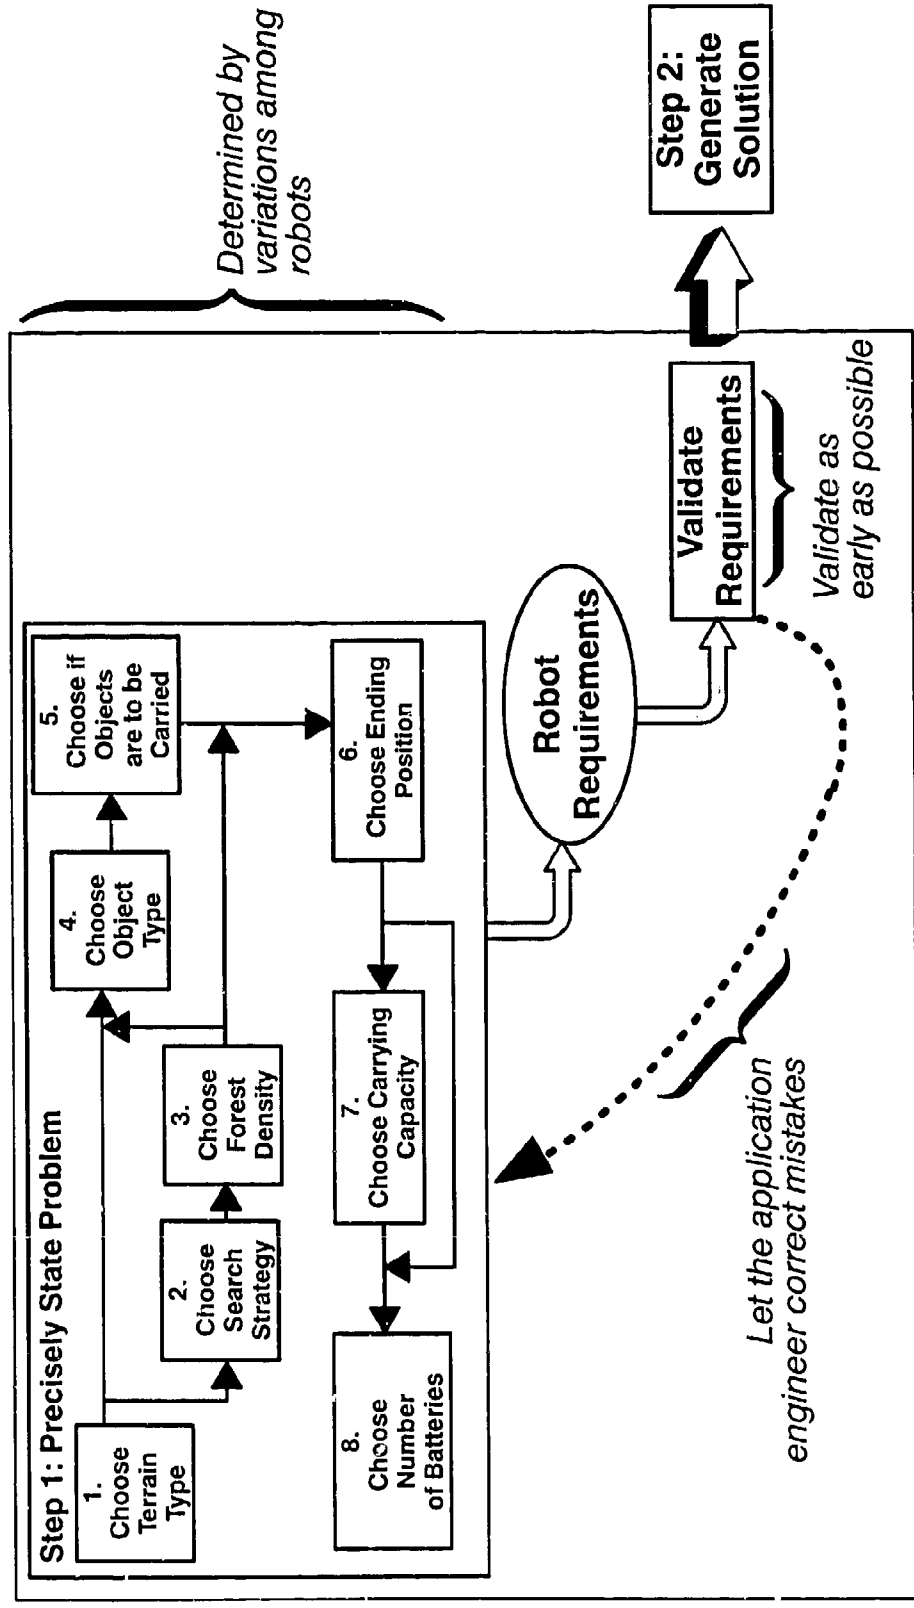 Step 1: Precisely State Problem
1.
Choose
Terrain
Type
2.
Choose
Search
Strategy
3.
Choose
Forest
Density
4.
Choose
Object
Type
5.
Choose if
Objects
are to be
Carried
6.
Choose Ending
Position
7.
Choose Carrying
Capacity
8.
Choose
Number
of Batteries
Determined by
variations among
robots
Robot
Requirements
Validate
Requirements
Validate as
early as possible
Let the application
engineer correct mistakes
Step 2:
Generate
Solution